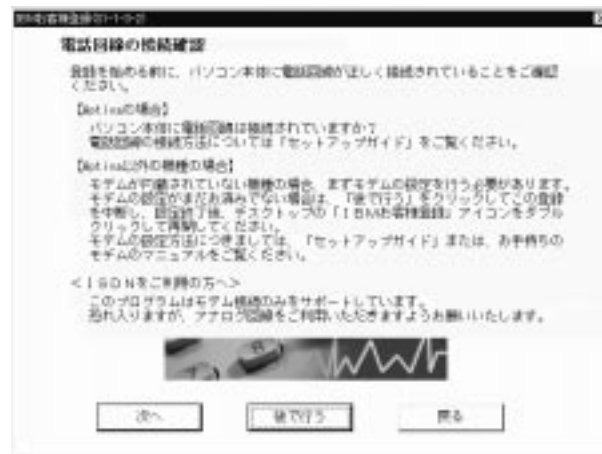 IBMお客様登録(01-1-0-2)
電話回線の接続確認
登録を始める前に、パソコン本体に電話回線が正しく接続されていることをご確認
ください。
【Aptivaの場合】
パソコン本体に電話回線は接続されていますか？
電話回線の接続方法については「セットアップガイド」をご覧ください。
【Aptiva以外の機種の場合】
モデムが内蔵されていない機種の場合、まずモデムの設定を行う必要があります。
モデムの設定がまだお済みでない場合は、「後で行う」をクリックしてこの登録
を中断し、設定終了後、デスクトップの「ＩＢＭお客様登録」アイコンをダブル
クリックして再開してください。
モデムの設定方法につきましては、「セットアップガイド」または、お手持ちの
モデムのマニュアルをご覧ください。
＜ＩＳＤＮをご利用の方へ＞
このプログラムはモデム接続のみをサポートしています。
恐れ入りますが、アナログ回線をご利用いただきますようお願いいたします。
次へ
後で行う
戻る